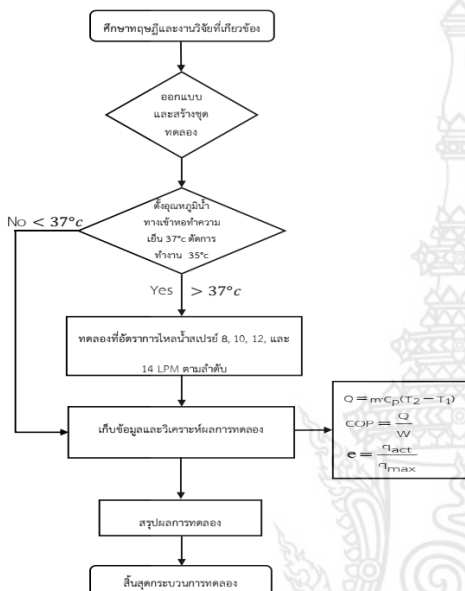 ศึกษาทฤษฎีและงานวิจัยที่เกี่ยวข้อง
ออกแบบ
และสร้างชุด
ทดลอง
ตั้งอุณหภูมิน้ำ
ทางเข้าหอทำความ
เย็น 37°c ตัดการ
ทำงาน 35°c
No < 37°c
Yes > 37°c
ทดลองที่อัตราการไหลน้ำสเปรย์ 8, 10, 12, และ
14 LPM ตามลำดับ
เก็บข้อมูลและวิเคราะห์ผลการทดลอง
Q = ṁCp(T2 − T1)
COP = Q/W
e = qact/qmax
สรุปผลการทดลอง
สิ้นสุดกระบวนการทดลอง